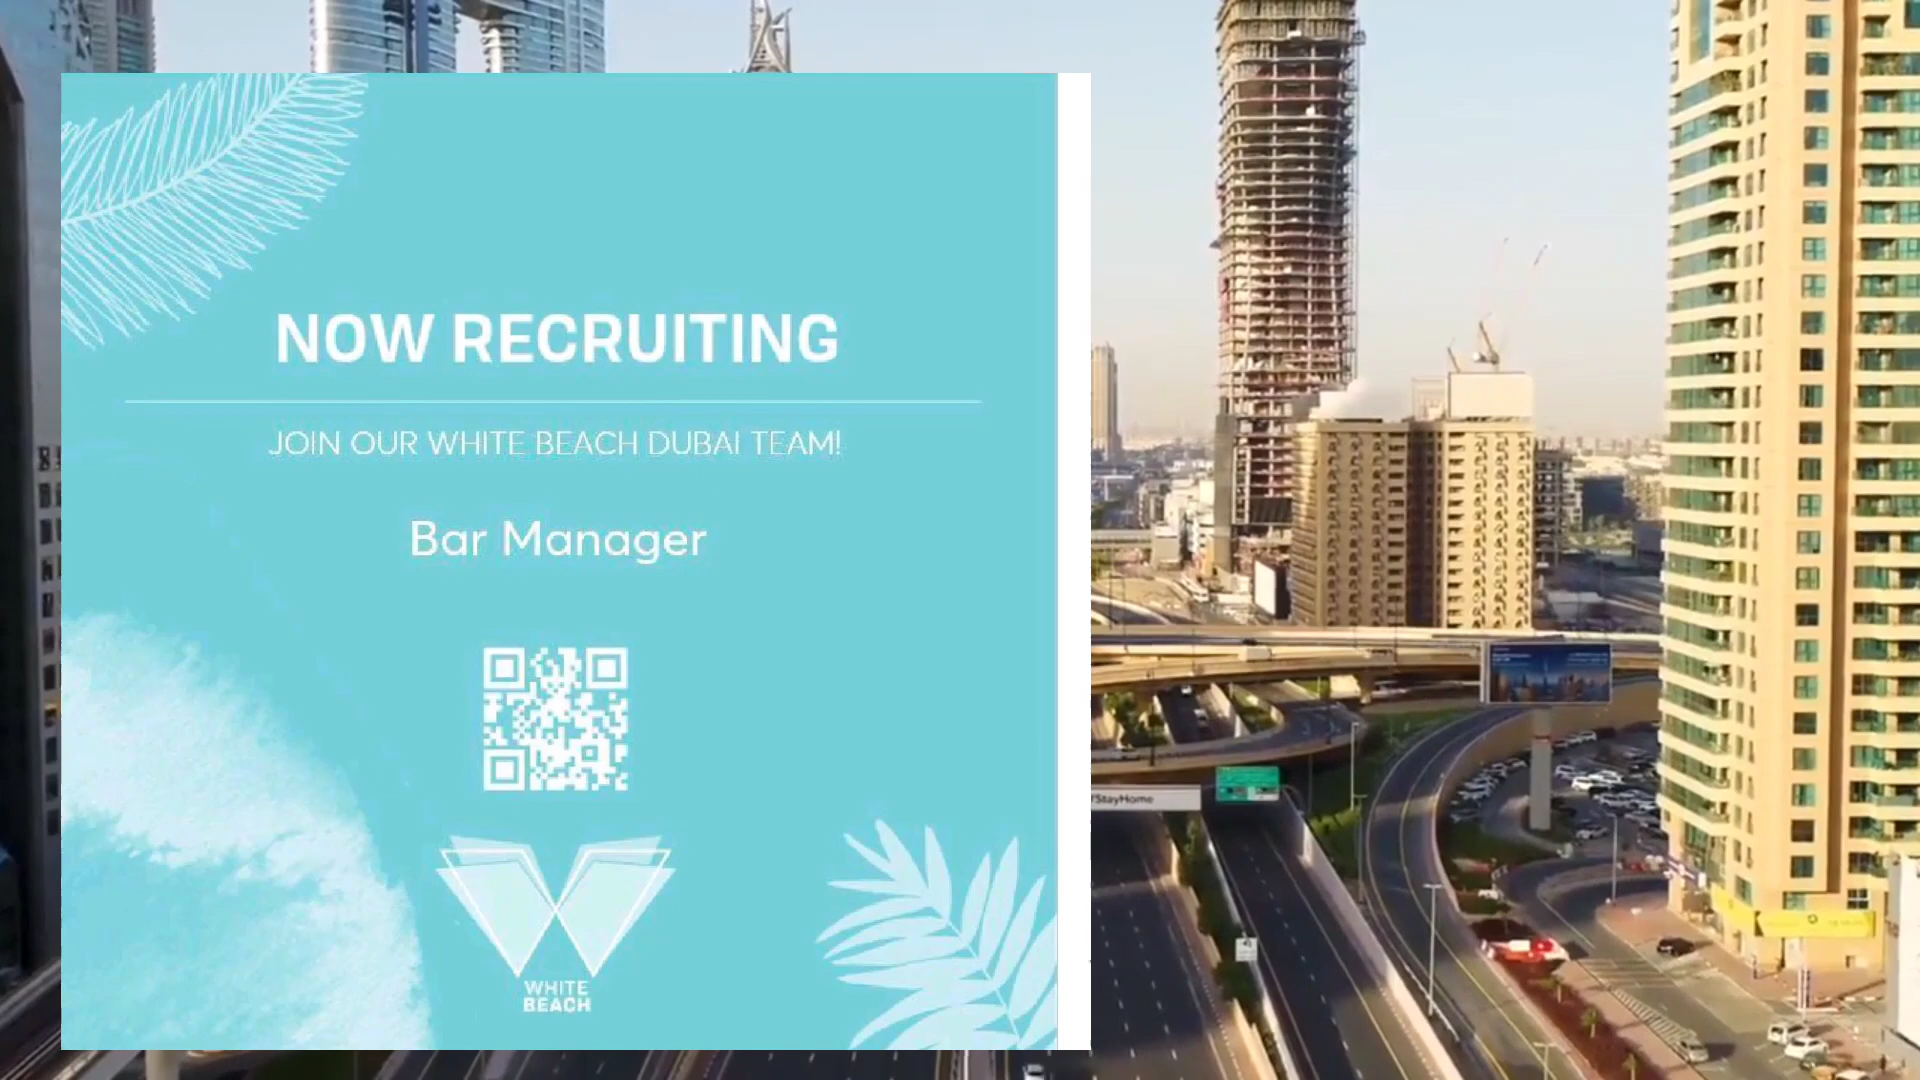 NOW RECRUITING
JOIN OUR WHITE BEACH DUBAI TEAM!
Bar Manager
WHITE
BEACH
#StayHome